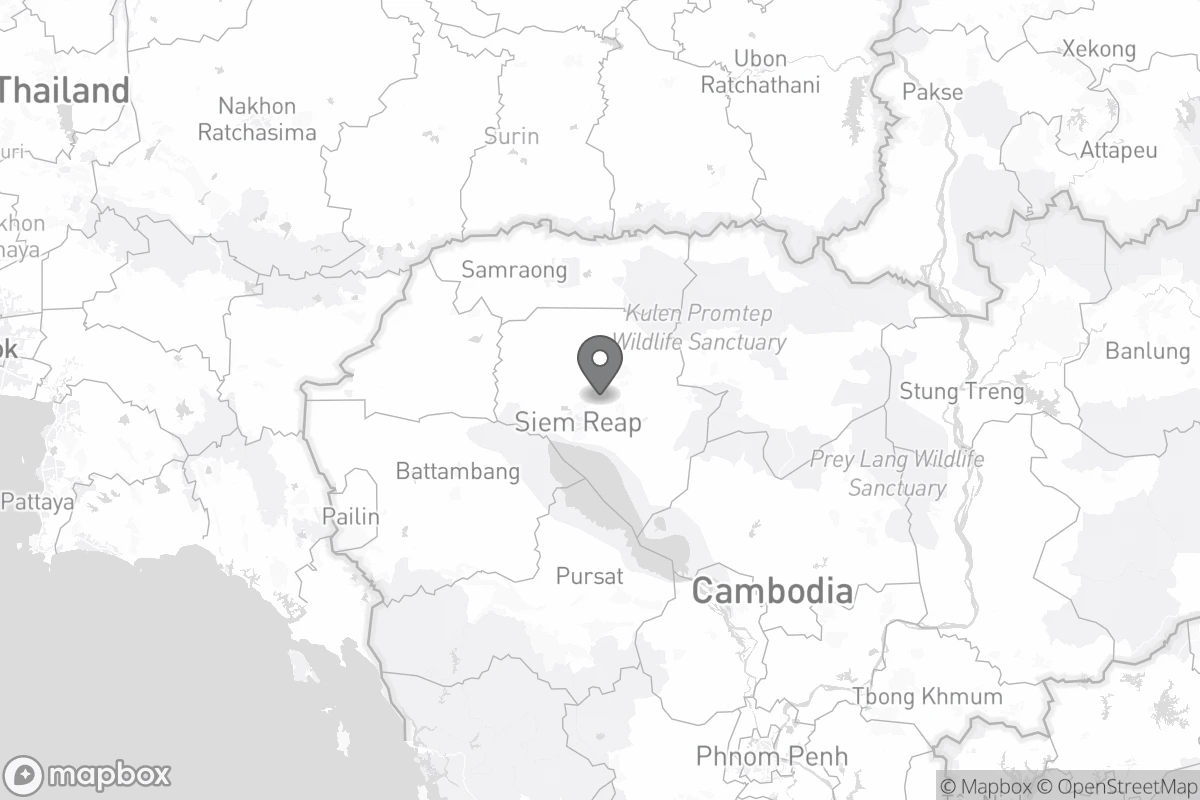 Xekong
Ubon
Ratchathani
Thailand
Pakse
Nakhon
Ratchasima
Surin
Attapeu
Samraong
Kulen Promtep
Wildlife Sanctuary
Banlung
Stung Treng
Siem Reap
Prey Lang Wildlife
Sanctuary
Battambang
Pattaya
Pailin
Pursat
Cambodia
Tbong Khmum
Phnom Penh
mapbox
© Mapbox © OpenStreetMap